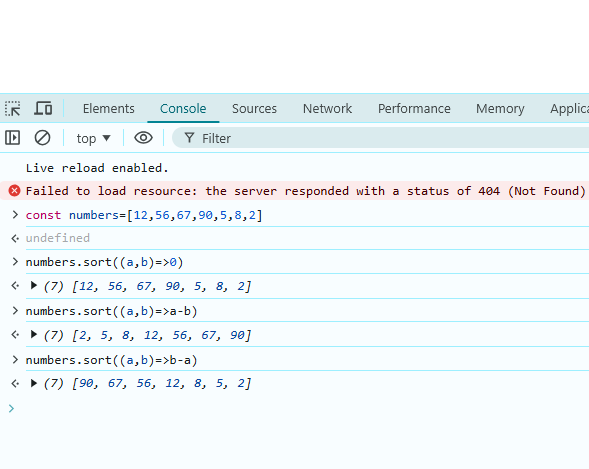 Elements Console Sources Network Performance Memory Applica
top Filter
Live reload enabled.
Failed to load resource: the server responded with a status of 404 (Not Found)
const numbers=[12,56,67,90,5,8,2]
undefined
numbers.sort((a,b)=>0)
(7) [12, 56, 67, 90, 5, 8, 2]
numbers.sort((a,b)=>a-b)
(7) [2, 5, 8, 12, 56, 67, 90]
numbers.sort((a,b)=>b-a)
(7) [90, 67, 56, 12, 8, 5, 2]